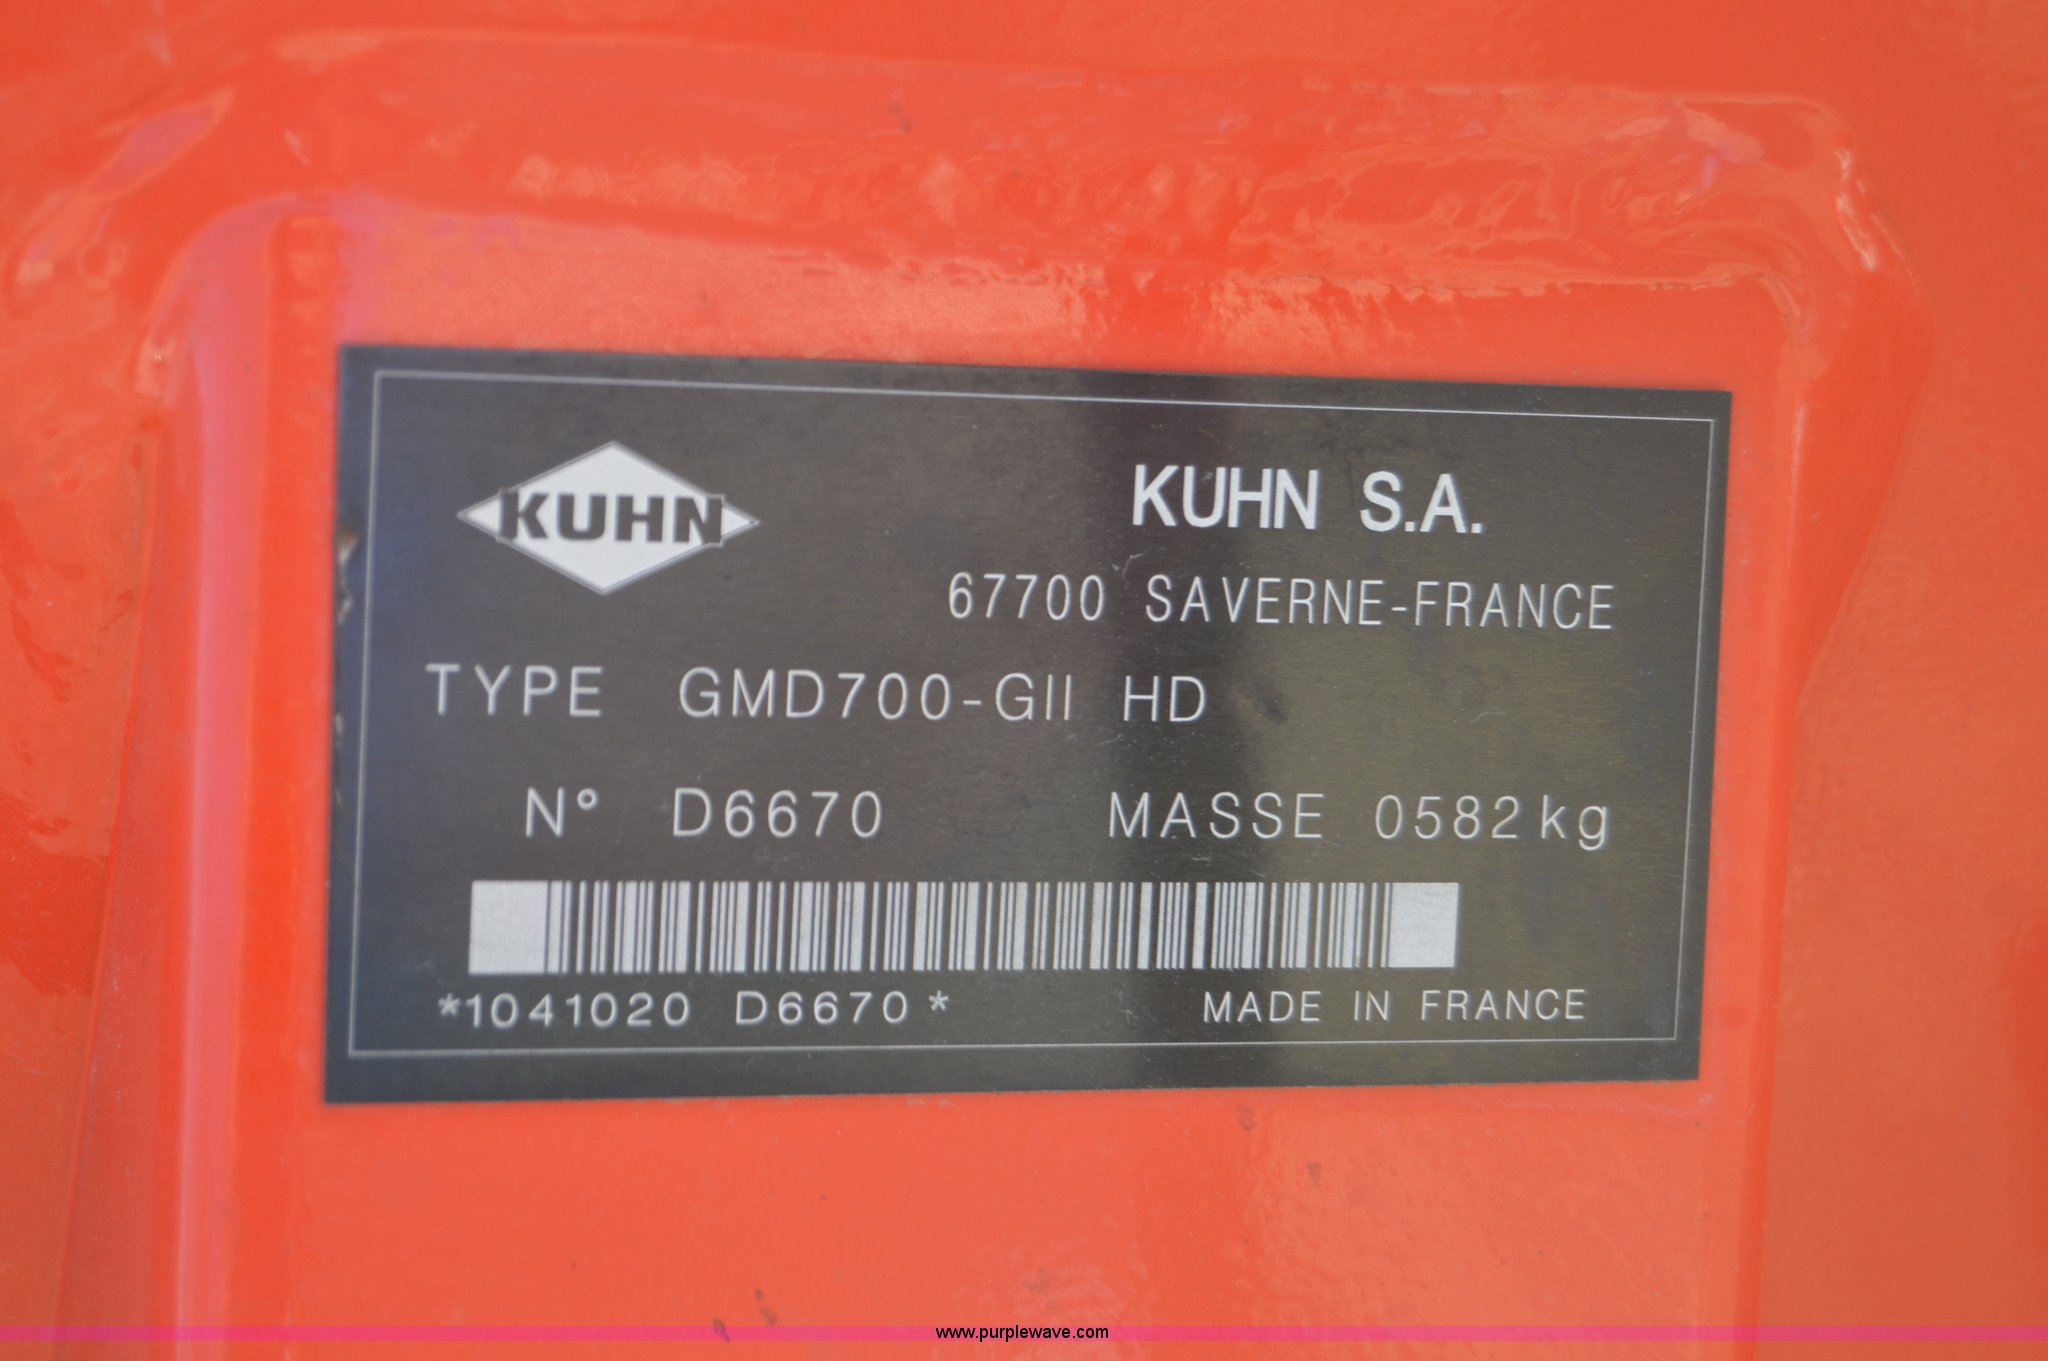 KUHN
KUHN S.A.
67700 SAVERNE-FRANCE
TYPE GMD700-GII HD
N° D6670 MASSE 0582kg
*1041020 D6670* MADE IN FRANCE
www.purplewave.com